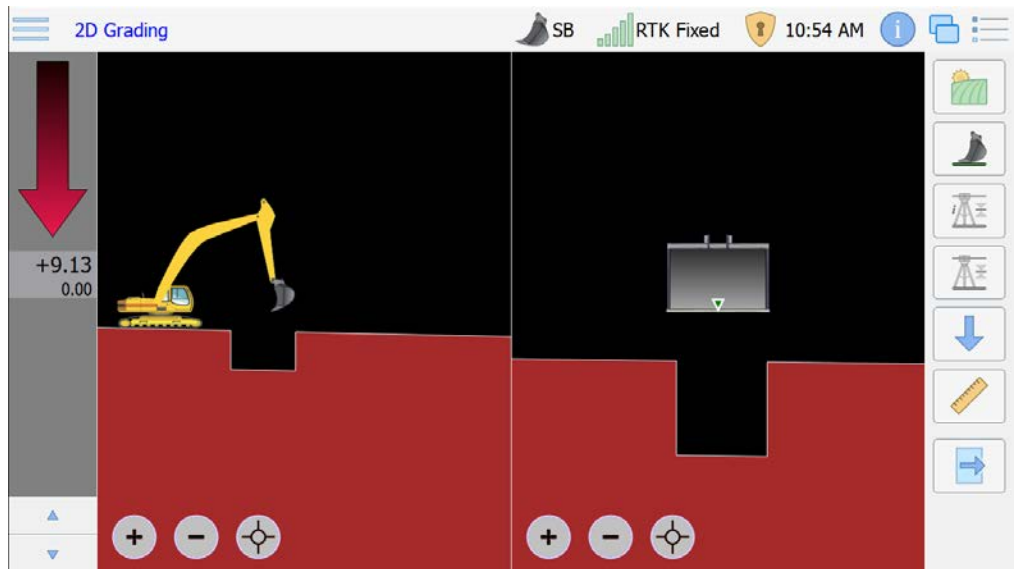 2D Grading
SB
RTK Fixed
10:54 AM
i
+9.13
0.00
i
+
-
+
-